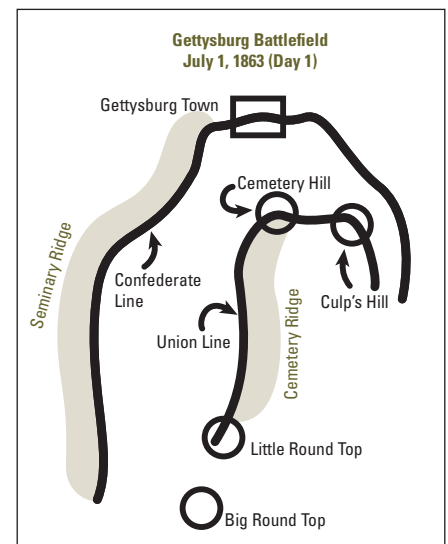 Gettysburg Battlefield
July 1, 1863 (Day 1)
Gettysburg Town
Cemetery Hill
Seminary Ridge
Confederate
Line
Culp's Hill
Union Line
Cemetery Ridge
Little Round Top
Big Round Top